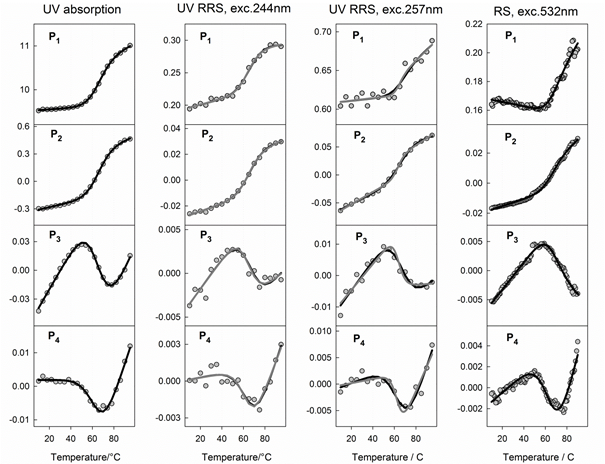 UV absorption UV RRS, exc.244nm UV RRS, exc.257nm RS, exc.532nm
P1 P1 P1 P1
11 0.30 0.70 0.20
10 0.25 0.65 0.18
0.20 0.60 0.16
0.6 0.04 0.10
P2 P2 P2 P2
0.3 0.02 0.05 0.02
0.0 0.00 0.00 0.00
-0.3 -0.02 -0.05 -0.02
0.005 0.005
P3 P3 P3 P3
0.03 0.01
0.00 0.000 0.00 0.000
-0.03 -0.005 -0.01 -0.005
0.010
P4 P4 P4 P4
0.01 0.003 0.005 0.004
0.002
0.00 0.000 0.000 0.000
-0.01 -0.003 -0.005 -0.002
20 40 60 80 20 40 60 80 20 40 60 80 20 40 60 80
Temperature/°C Temperature/°C Temperature / C Temperature / C